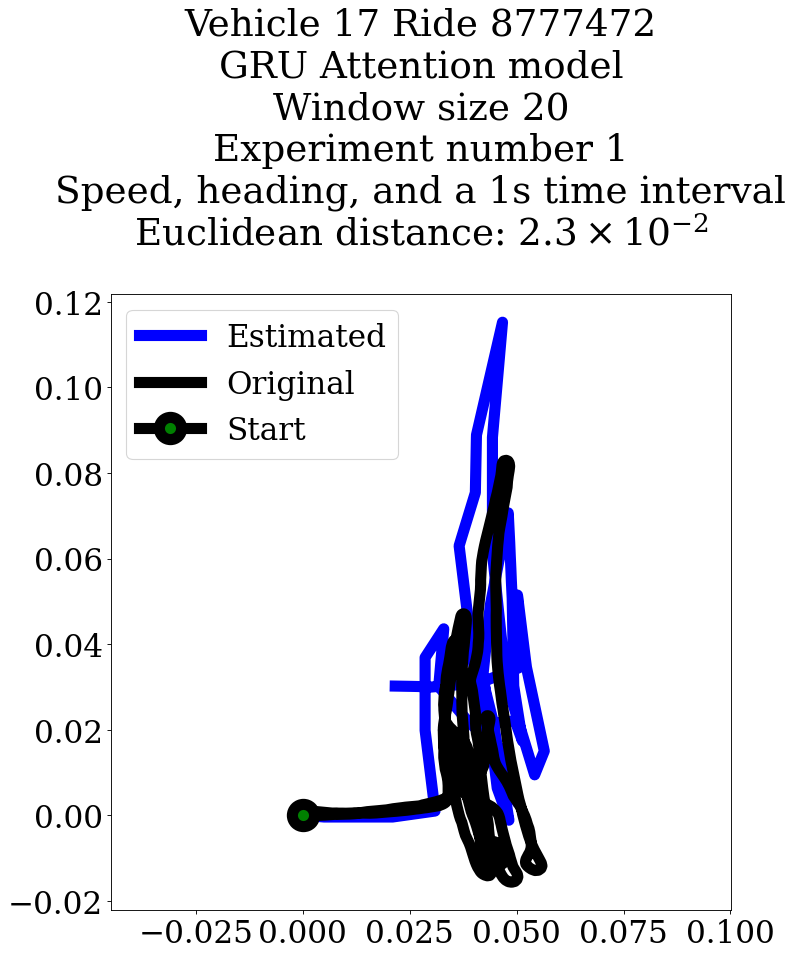 Vehicle 17 Ride 8777472
GRU Attention model
Window size 20
Experiment number 1
Speed, heading, and a 1s time interval
Euclidean distance: 2.3 × 10⁻²
0.12
0.10
0.08
0.06
0.04
0.02
0.00
−0.02
Estimated
Original
Start
−0.025 0.000 0.025 0.050 0.075 0.100